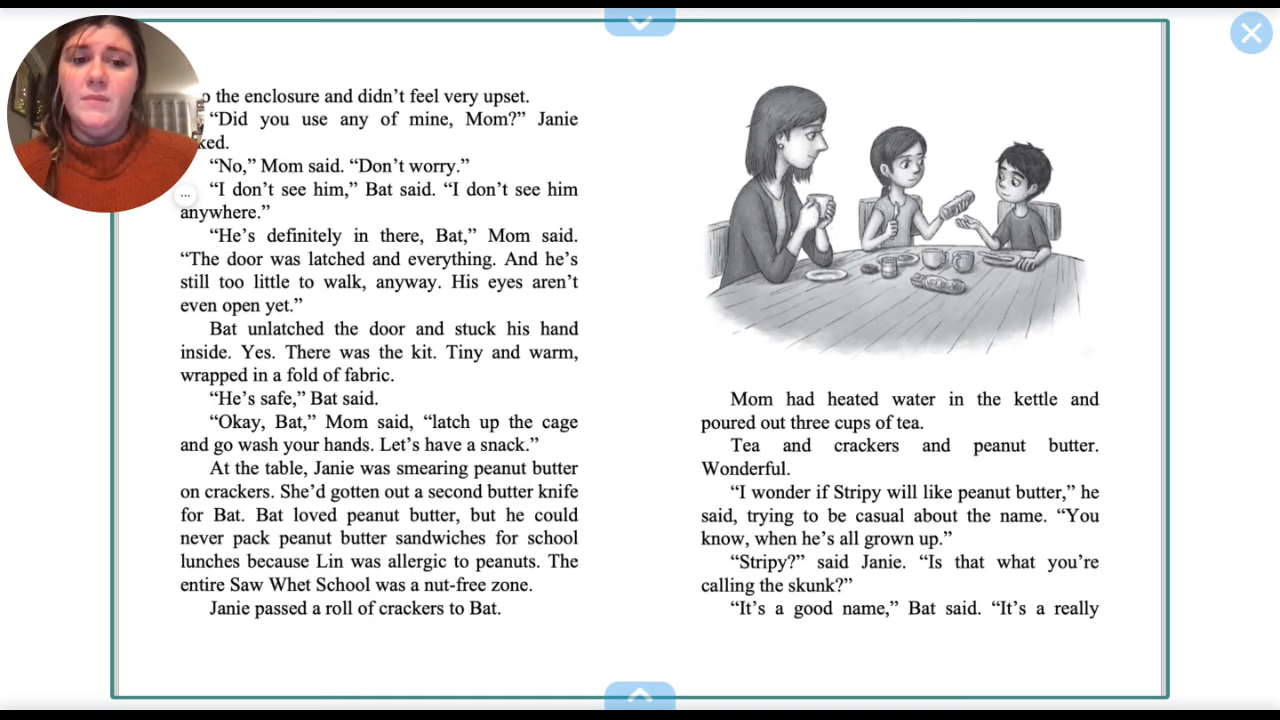 the enclosure and didn’t feel very upset.
“Did you use any of mine, Mom?” Janie
“No,” Mom said. “Don’t worry.”
“I don’t see him,” Bat said. “I don’t see him
anywhere.”
“He’s definitely in there, Bat,” Mom said.
“The door was latched and everything. And he’s
still too little to walk, anyway. His eyes aren’t
even open yet.”
Bat unlatched the door and stuck his hand
inside. Yes. There was the kit. Tiny and warm,
wrapped in a fold of fabric.
“He’s safe,” Bat said.
“Okay, Bat,” Mom said, “latch up the cage
and go wash your hands. Let’s have a snack.”
At the table, Janie was smearing peanut butter
on crackers. She’d gotten out a second butter knife
for Bat. Bat loved peanut butter, but he could
never pack peanut butter sandwiches for school
lunches because Lin was allergic to peanuts. The
entire Saw Whet School was a nut-free zone.
Janie passed a roll of crackers to Bat.
Mom had heated water in the kettle and
poured out three cups of tea.
Tea and crackers and peanut butter.
Wonderful.
“I wonder if Stripy will like peanut butter,” he
said, trying to be casual about the name. “You
know, when he’s all grown up.”
“Stripy?” said Janie. “Is that what you’re
calling the skunk?”
“It’s a good name,” Bat said. “It’s a really